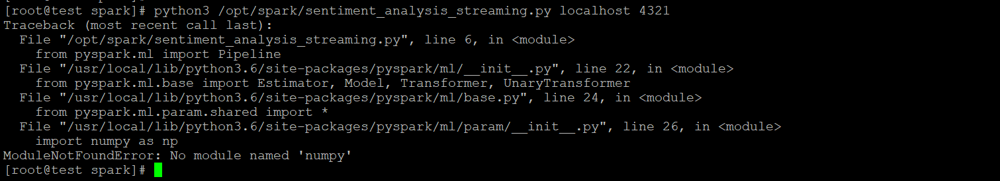 [root@test spark]# python3 /opt/spark/sentiment_analysis_streaming.py localhost 4321
Traceback (most recent call last):
  File "/opt/spark/sentiment_analysis_streaming.py", line 6, in <module>
    from pyspark.ml import Pipeline
  File "/usr/local/lib/python3.6/site-packages/pyspark/ml/__init__.py", line 22, in <module>
    from pyspark.ml.base import Estimator, Model, Transformer, UnaryTransformer
  File "/usr/local/lib/python3.6/site-packages/pyspark/ml/base.py", line 24, in <module>
    from pyspark.ml.param.shared import *
  File "/usr/local/lib/python3.6/site-packages/pyspark/ml/param/__init__.py", line 26, in <module>
    import numpy as np
ModuleNotFoundError: No module named 'numpy'
[root@test spark]#